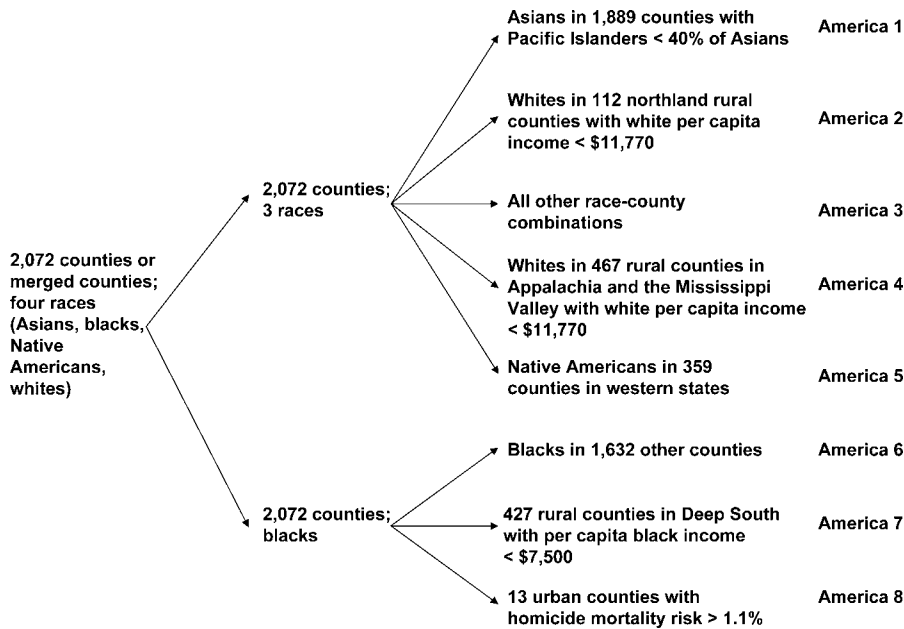 Asians in 1,889 counties with
Pacific Islanders < 40% of Asians
America 1
Whites in 112 northland rural
counties with white per capita
income < $11,770
America 2
2,072 counties;
3 races
All other race-county
combinations
America 3
2,072 counties or
merged counties;
four races
(Asians, blacks,
Native
Americans,
whites)
Whites in 467 rural counties in
Appalachia and the Mississippi
Valley with white per capita income
< $11,770
America 4
Native Americans in 359
counties in western states
America 5
Blacks in 1,632 other counties
America 6
2,072 counties;
blacks
427 rural counties in Deep South
with per capita black income
< $7,500
America 7
13 urban counties with
homicide mortality risk > 1.1%
America 8